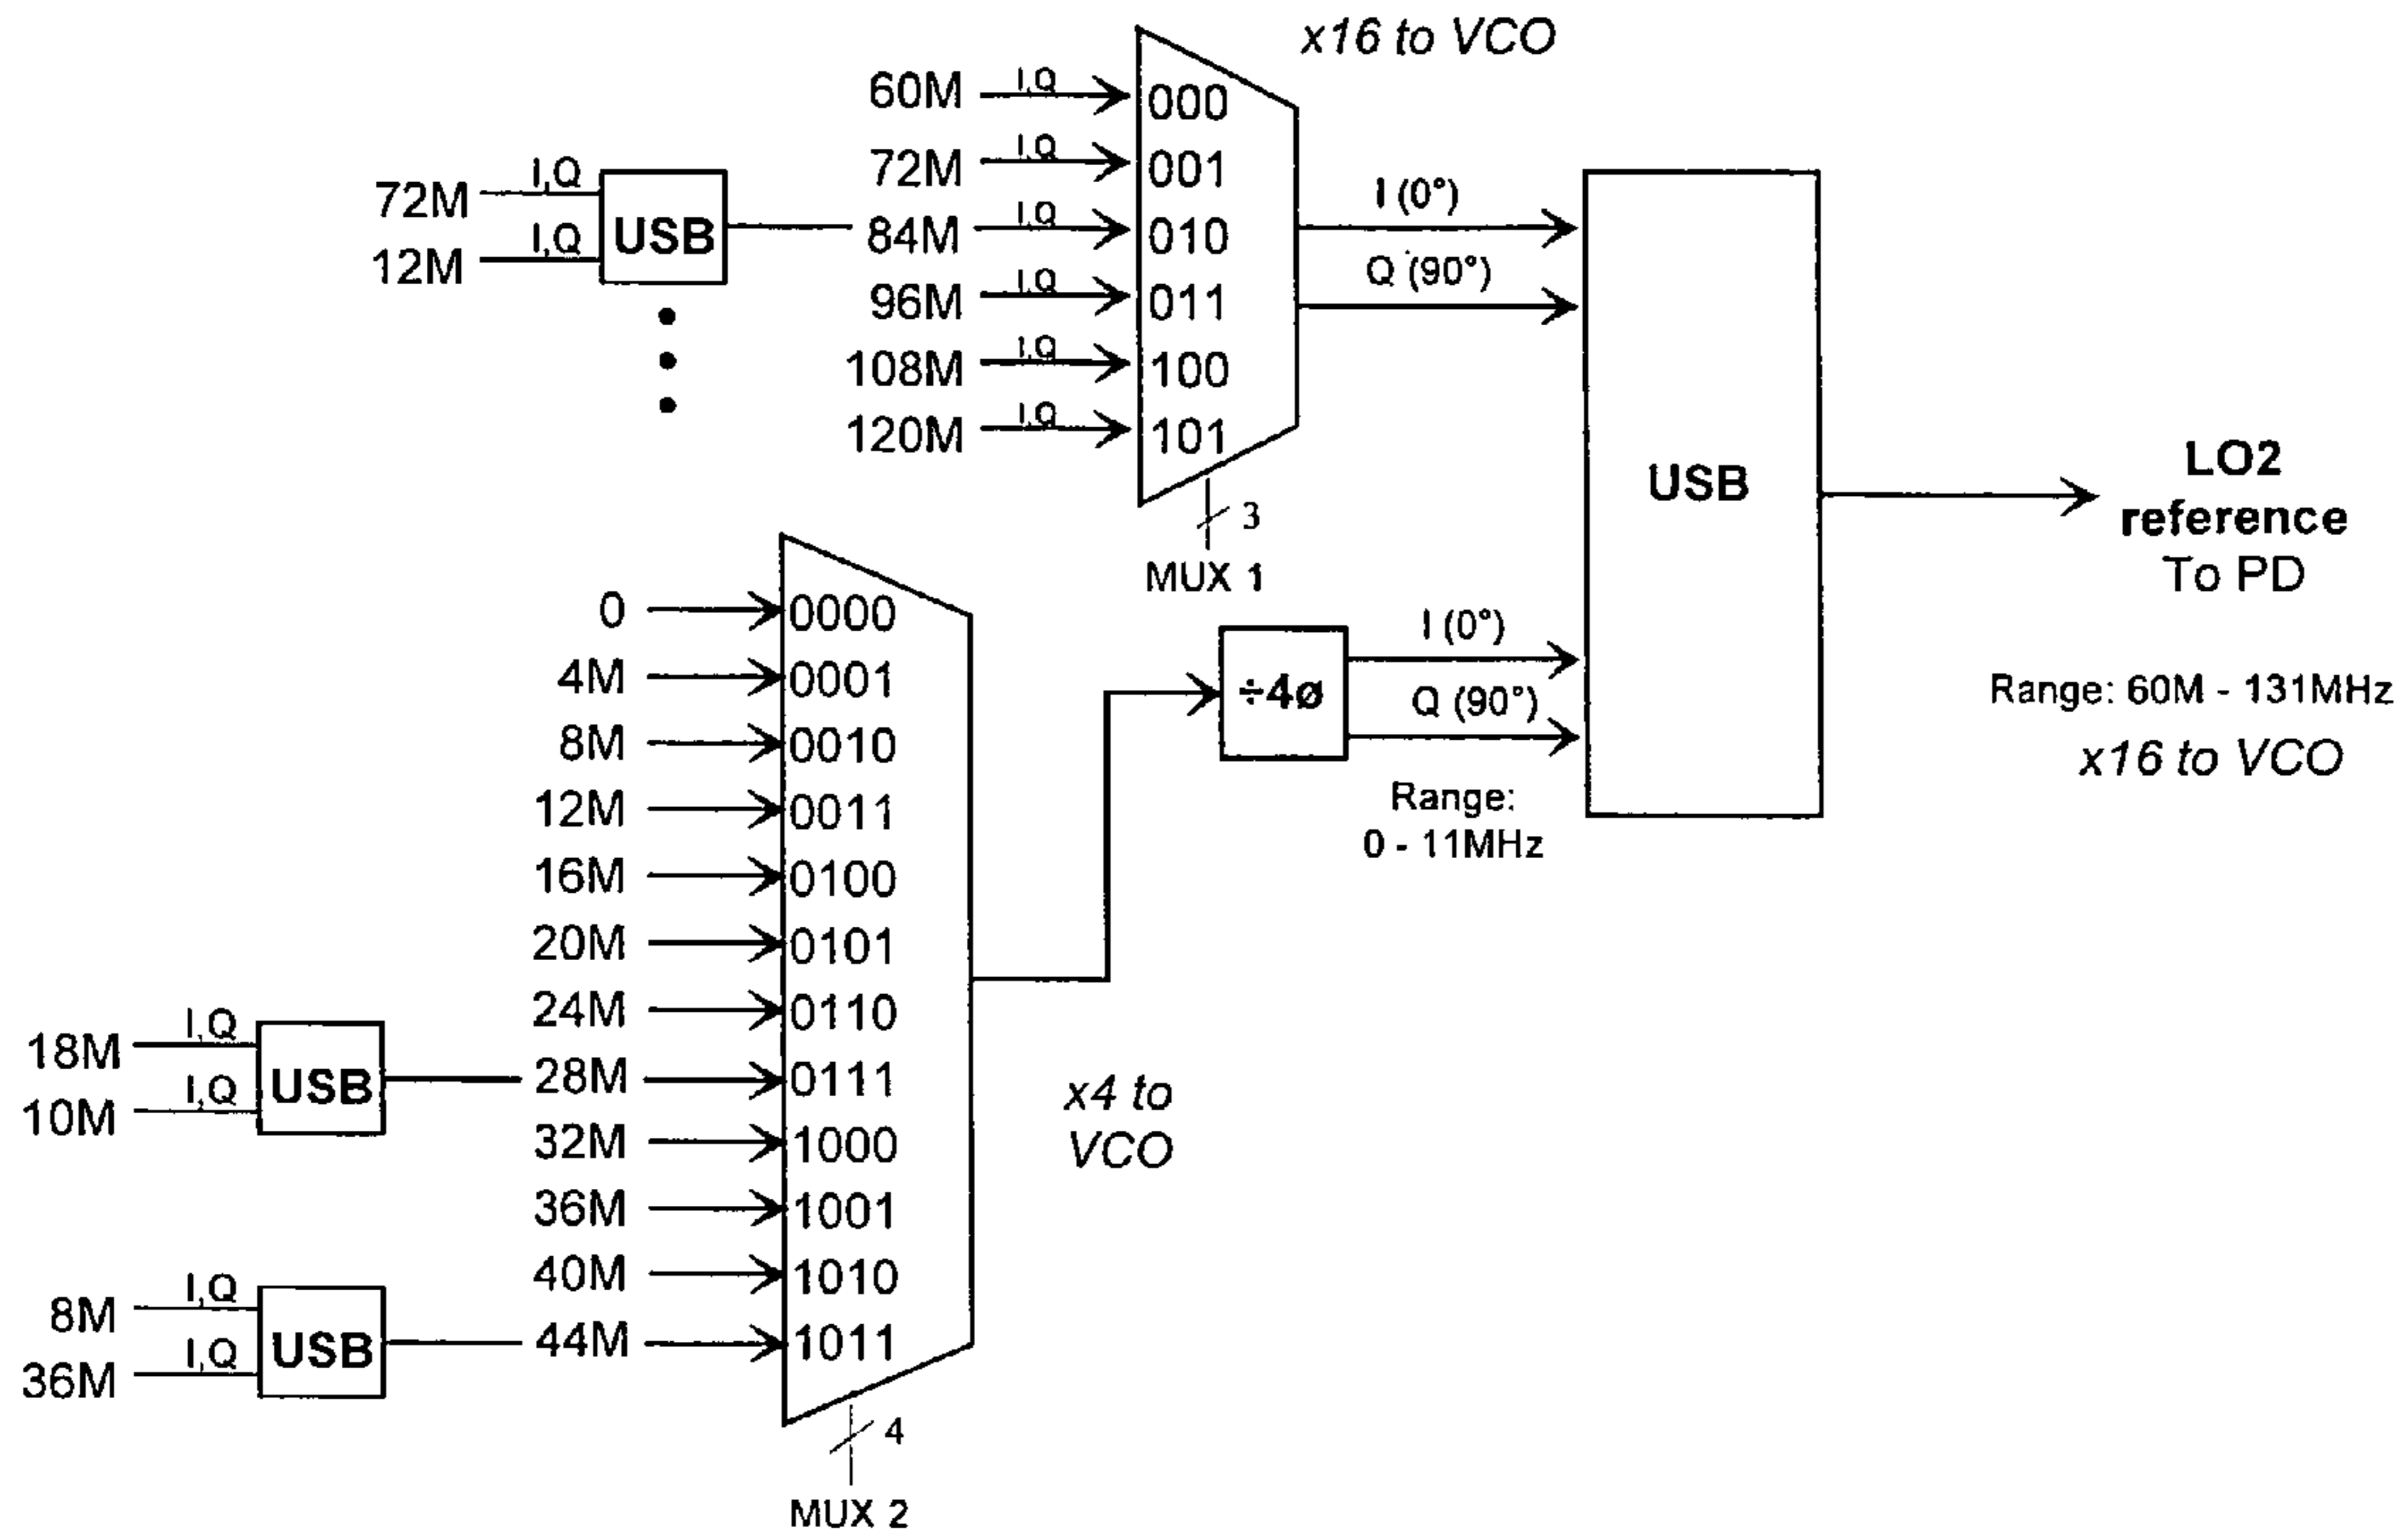 x16 to VCO
60M I,Q 000
72M I,Q 001
84M I,Q 010
96M I,Q 011
108M I,Q 100
120M I,Q 101
3
MUX 1
72M I,Q
12M I,Q
USB
I (0°)
Q (90°)
USB
LO2
reference
To PD
Range: 60M - 131MHz
x16 to VCO
0 0000
4M 0001
8M 0010
12M 0011
16M 0100
20M 0101
24M 0110
28M 0111
32M 1000
36M 1001
40M 1010
44M 1011
4
MUX 2
÷4ø
I (0°)
Q (90°)
Range:
0 - 11MHz
x4 to
VCO
18M I,Q
10M I,Q
USB
8M I,Q
36M I,Q
USB